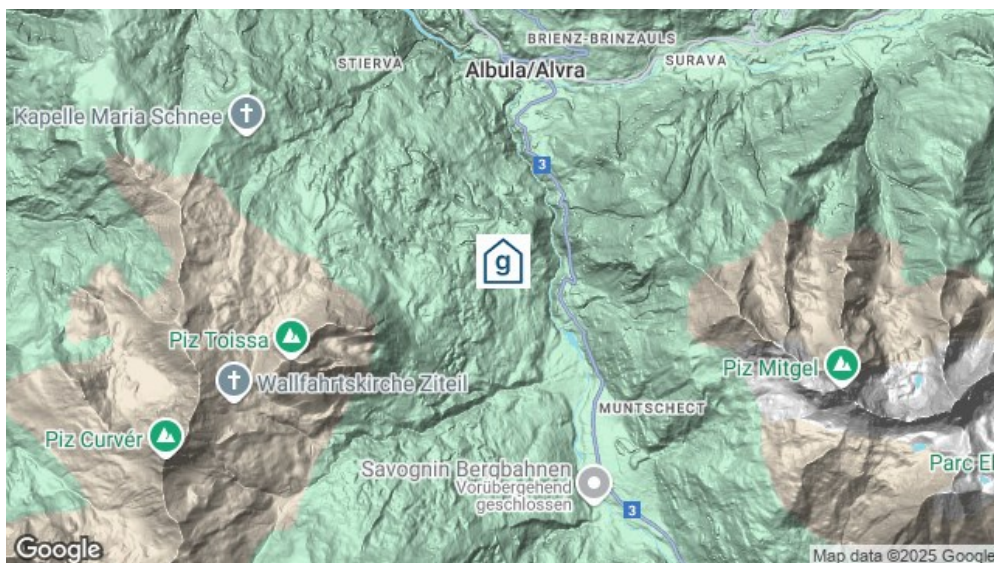 BRIENZ-BRINZAULS
STIERVA
Albula/Alvra
SURAVA
Kapelle Maria Schnee
3
g
Piz Toissa
Wallfahrtskirche Ziteil
Piz Mitgel
MUNTSCHECT
Piz Curvér
Parc El
Savognin Bergbahnen
Vorübergehend
geschlossen
3
Google
Map data ©2025 Google